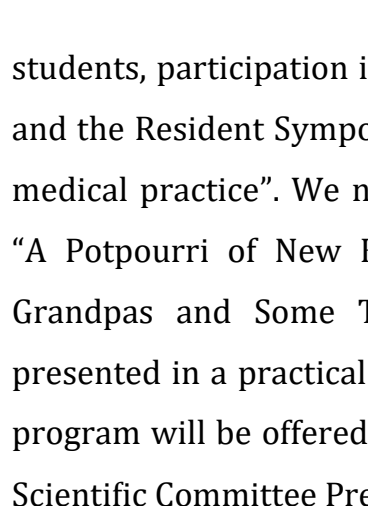 students, participation i
and the Resident Sympo
medical practice”. We n
“A Potpourri of New
Grandpas and Some T
presented in a practical
program will be offered
Scientific Committee Pre